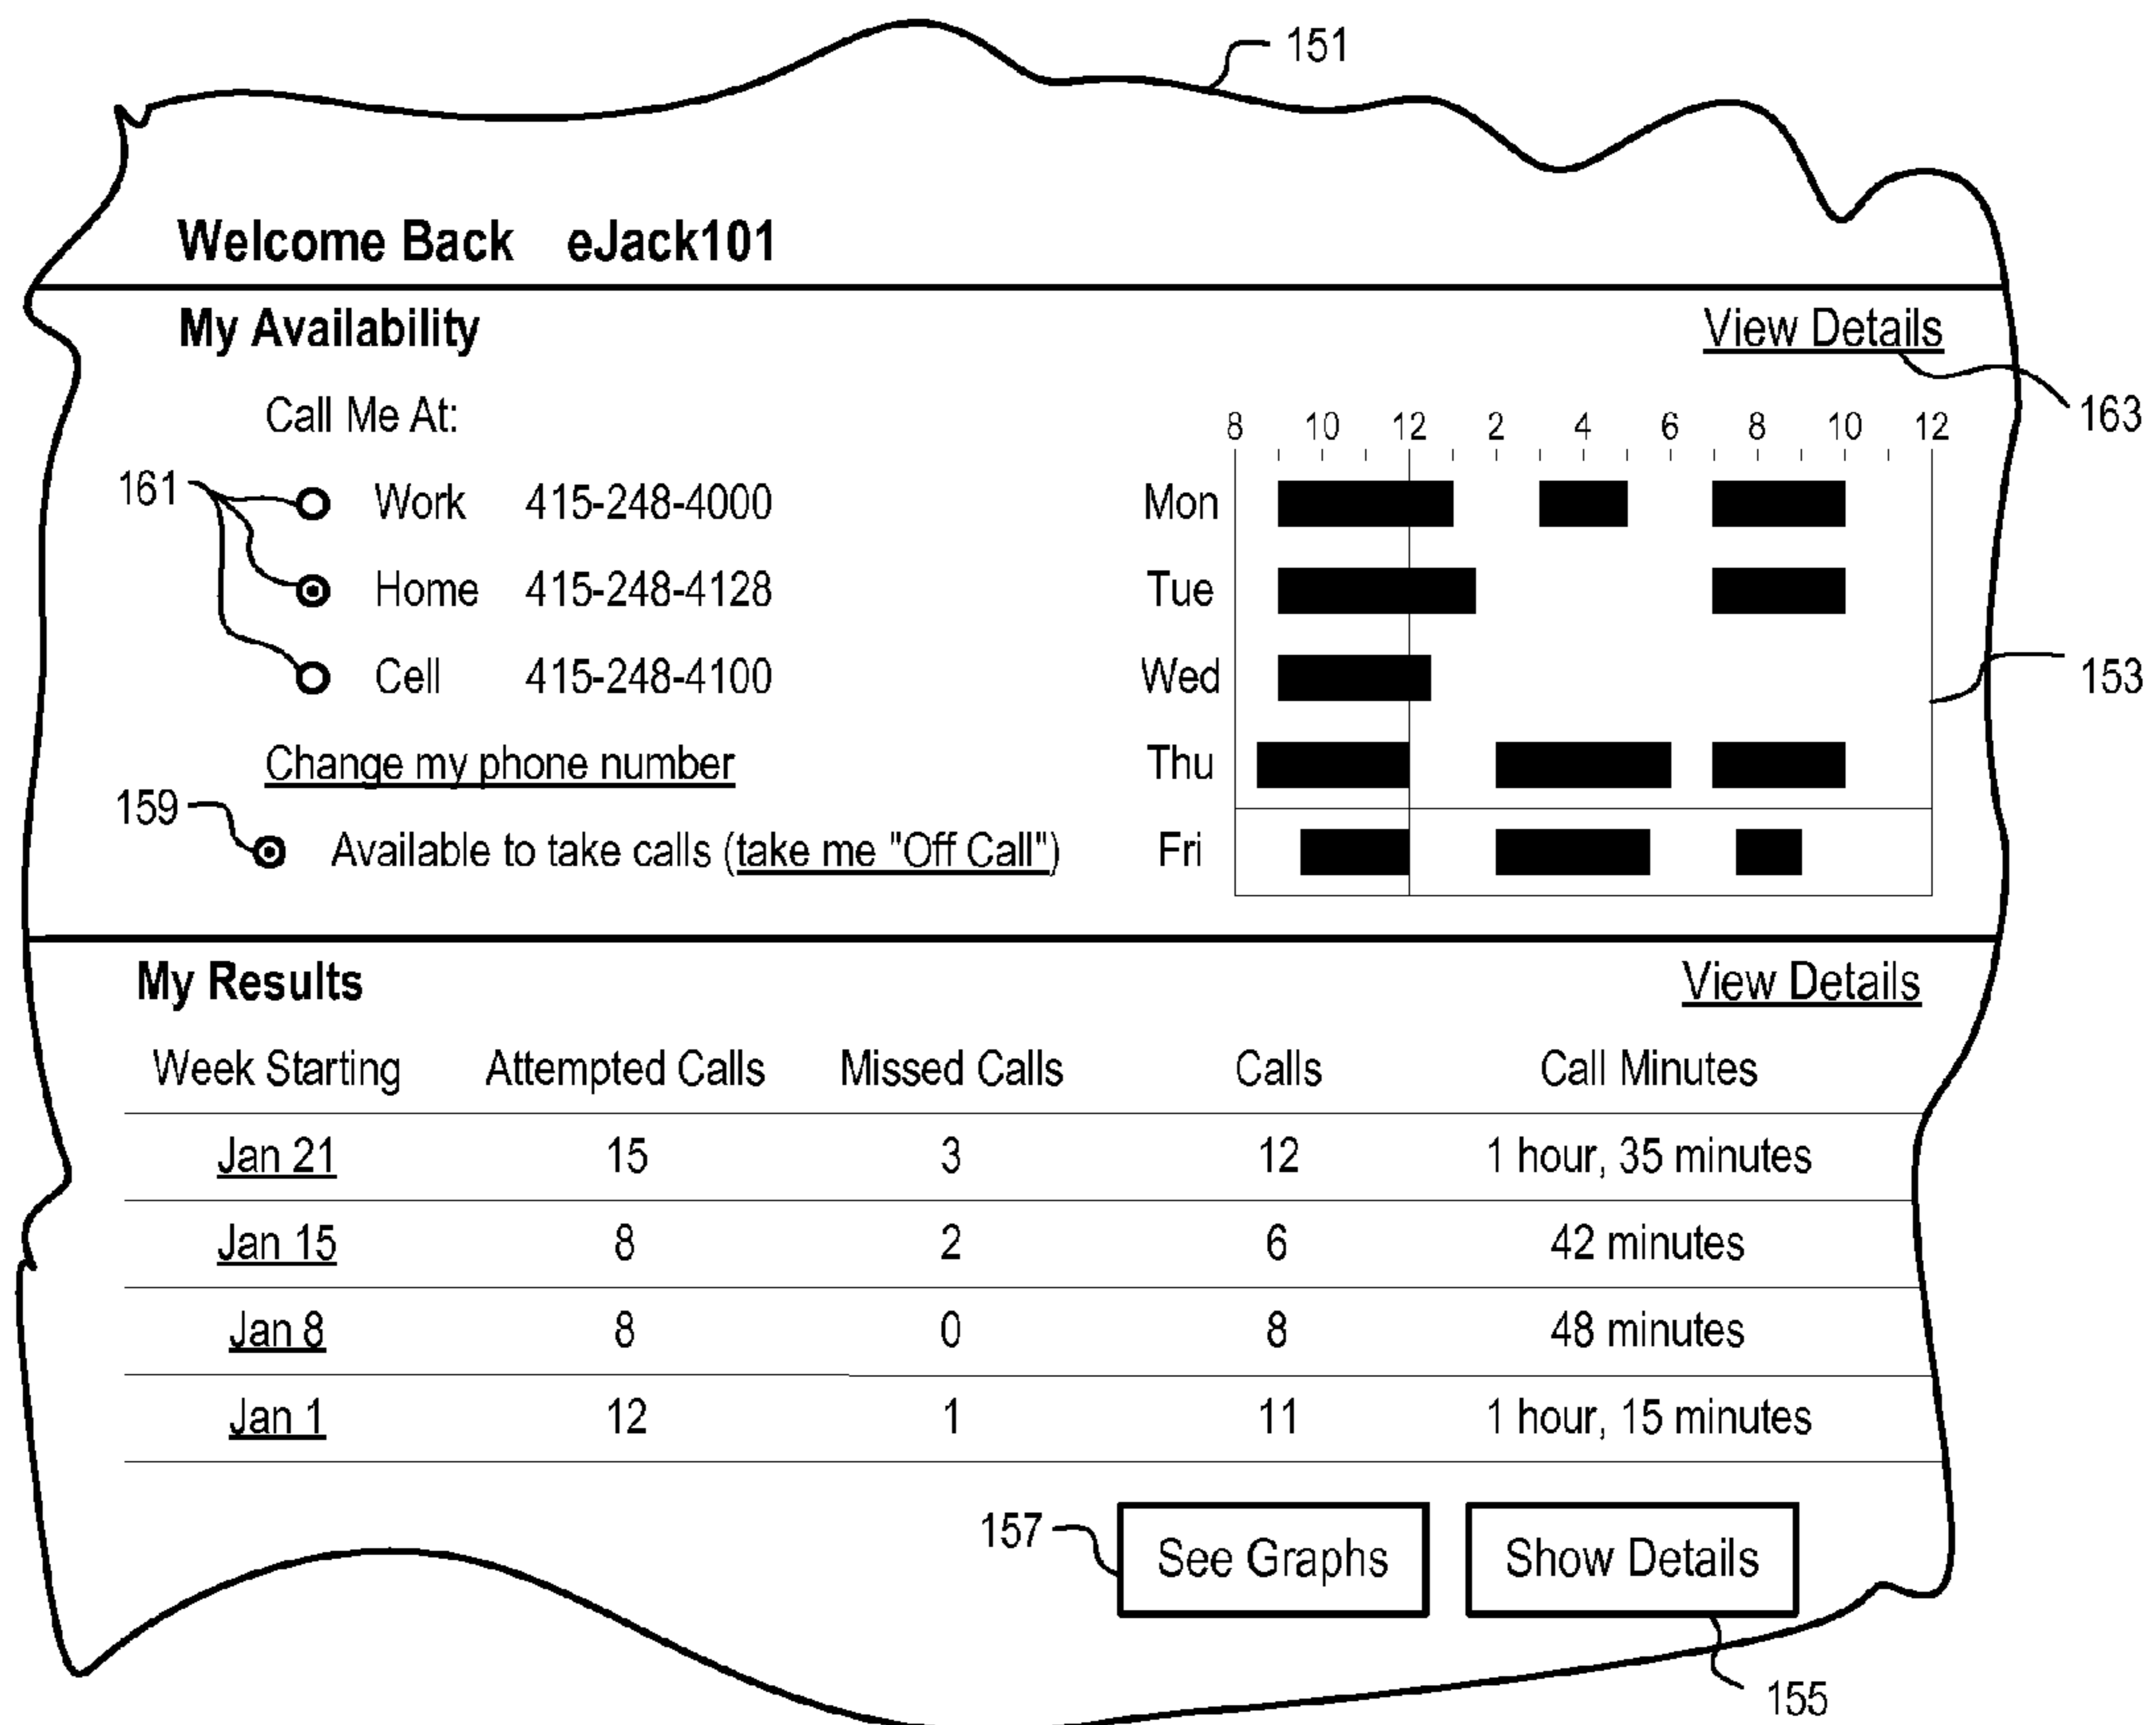 151
Welcome Back eJack101
My Availability View Details
163
Call Me At:
8 10 12 2 4 6 8 10 12
161
Work 415-248-4000 Mon
Home 415-248-4128 Tue
Cell 415-248-4100 Wed
153
Change my phone number Thu
159
Available to take calls (take me "Off Call") Fri
My Results View Details
Week Starting Attempted Calls Missed Calls Calls Call Minutes
Jan 21 15 3 12 1 hour, 35 minutes
Jan 15 8 2 6 42 minutes
Jan 8 8 0 8 48 minutes
Jan 1 12 1 11 1 hour, 15 minutes
157 See Graphs Show Details
155